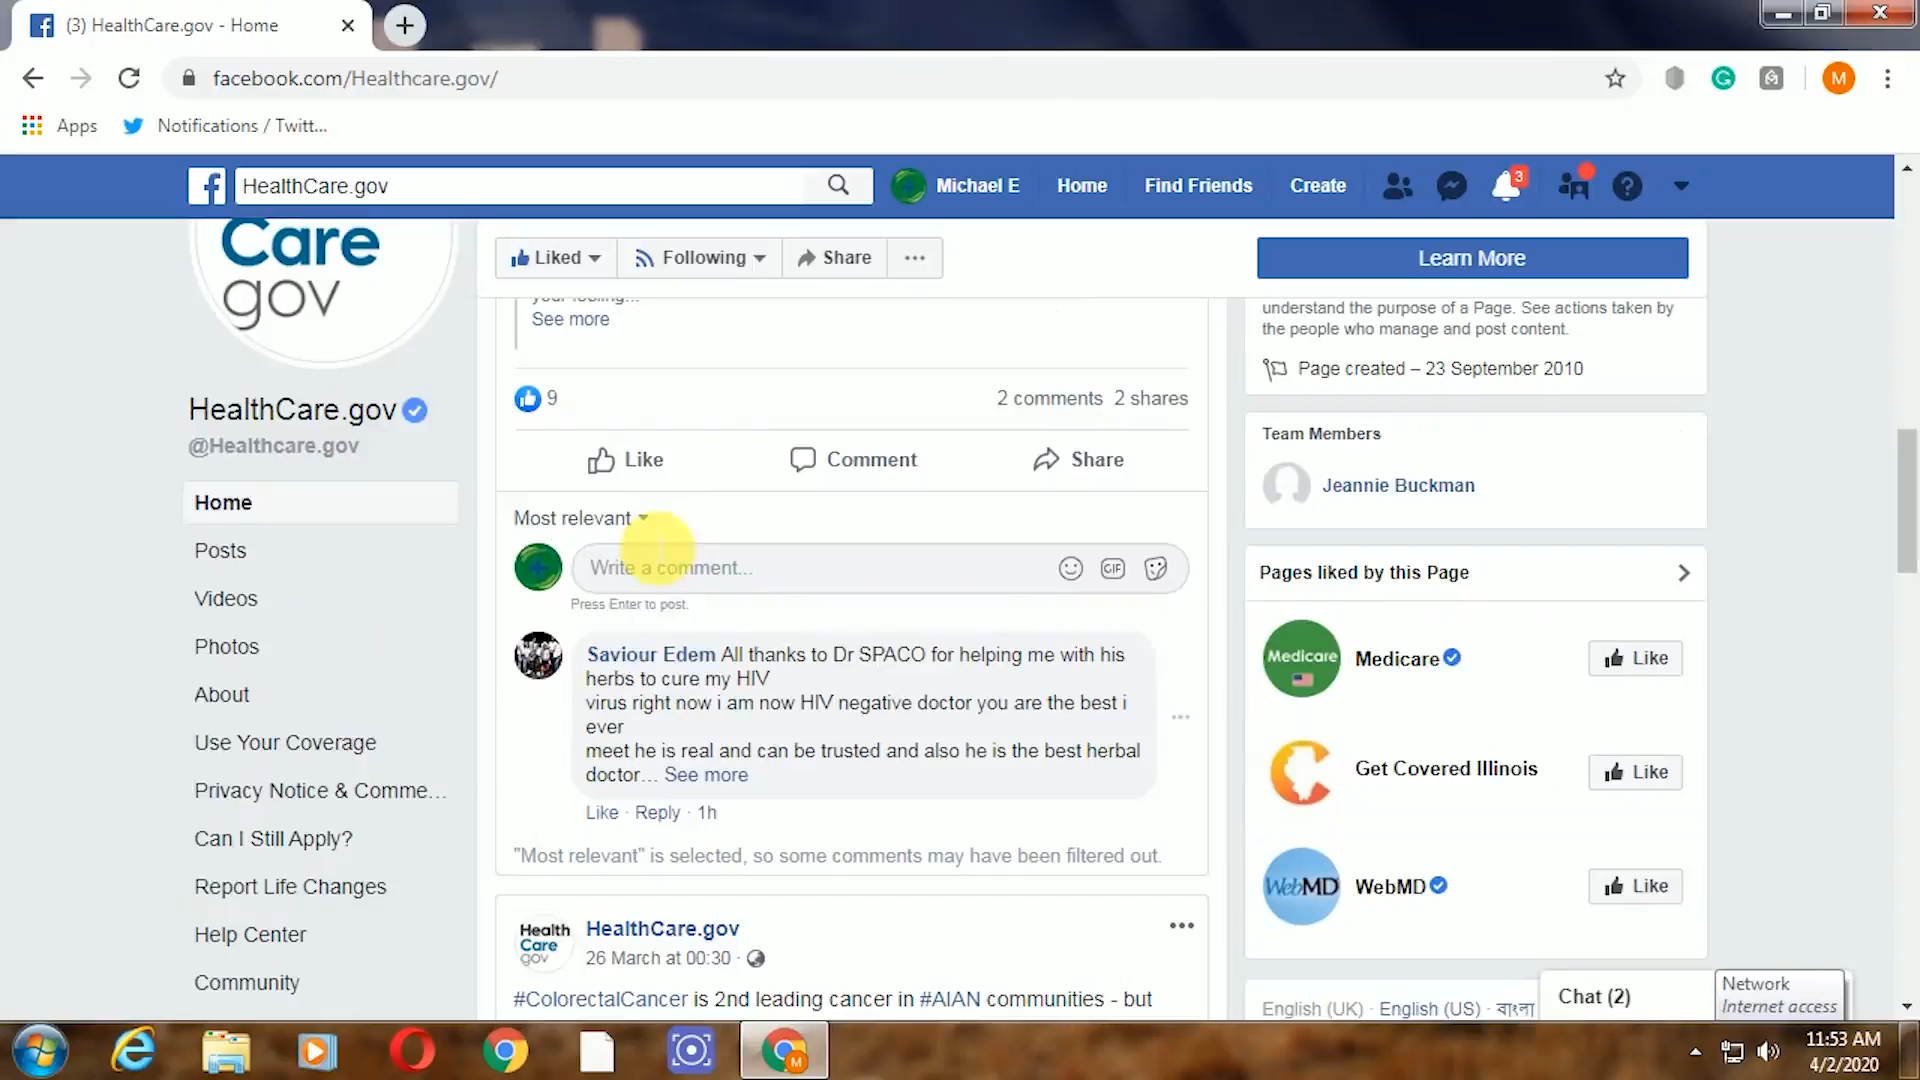 (3) HealthCare.gov - Home
facebook.com/Healthcare.gov/
M
Apps
Notifications / Twitt...
HealthCare.gov
Michael E
Home
Find Friends
Create
3
Care
gov
Liked
Following
Share
Learn More
HealthCare.gov
@Healthcare.gov
Home
Posts
Videos
Photos
About
Use Your Coverage
Privacy Notice & Comme...
Can I Still Apply?
Report Life Changes
Help Center
Community
See more
9
2 comments 2 shares
Like
Comment
Share
Most relevant
Write a comment...
GIF
Press Enter to post.
Saviour Edem All thanks to Dr SPACO for helping me with his
herbs to cure my HIV
virus right now i am now HIV negative doctor you are the best i
ever
meet he is real and can be trusted and also he is the best herbal
doctor... See more
Like · Reply · 1h
"Most relevant" is selected, so some comments may have been filtered out.
Health
Care
gov
HealthCare.gov
26 March at 00:30 ·
#ColorectalCancer is 2nd leading cancer in #AIAN communities - but
understand the purpose of a Page. See actions taken by
the people who manage and post content.
Page created – 23 September 2010
Team Members
Jeannie Buckman
Pages liked by this Page
Medicare
Medicare
Like
Get Covered Illinois
Like
WebMD
WebMD
Like
English (UK) · English (US) · বাংলা
Chat (2)
Network
Internet access
M
11:53 AM
4/2/2020